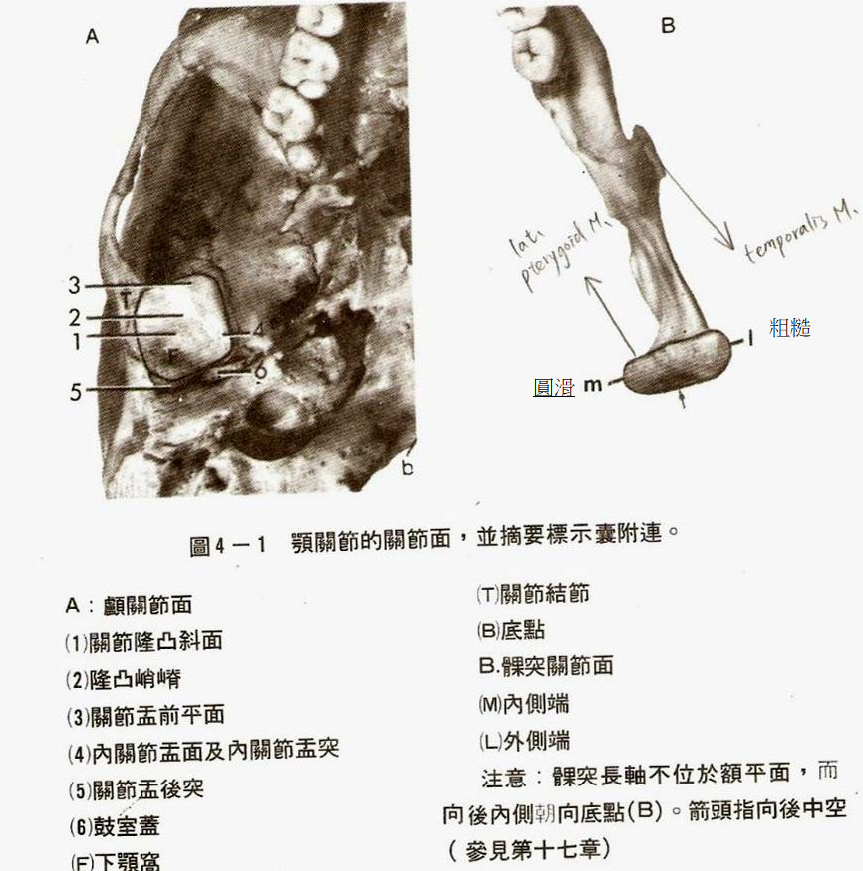 A
B
lat.
pterygoid M.
temporalis M.
3
T
2
1
4
F
6
5
b
l
粗糙
圓滑
m
圖4－1 顎關節的關節面，並摘要標示囊附連。
A：顱關節面
(1)關節隆凸斜面
(2)隆凸峭嵴
(3)關節盂前平面
(4)內關節盂面及內關節盂突
(5)關節盂後突
(6)鼓室蓋
(F)下顎窩
(T)關節結節
(B)底點
B.髁突關節面
(M)內側端
(L)外側端
注意：髁突長軸不位於額平面，而
向後內側朝向底點(B)。箭頭指向後中空
(參見第十七章)